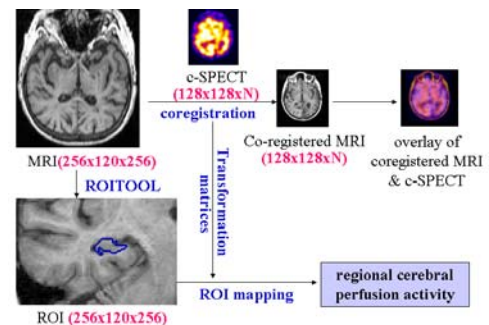 c-SPECT
(128x128xN)
coregistration
MRI(256x120x256)
Co-registered MRI
(128x128xN)
overlay of
coregistered MRI
& c-SPECT
ROITOOL
Transformation
matrices
ROI mapping
regional cerebral
perfusion activity
ROI (256x120x256)